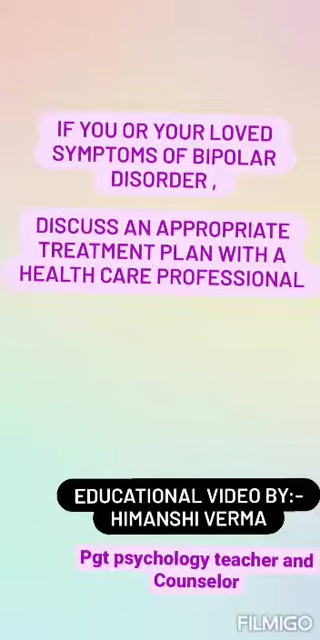 IF YOU OR YOUR LOVED
SYMPTOMS OF BIPOLAR
DISORDER ,
DISCUSS AN APPROPRIATE
TREATMENT PLAN WITH A
HEALTH CARE PROFESSIONAL
EDUCATIONAL VIDEO BY:-
HIMANSHI VERMA
Pgt psychology teacher and
Counselor
FILMIGO